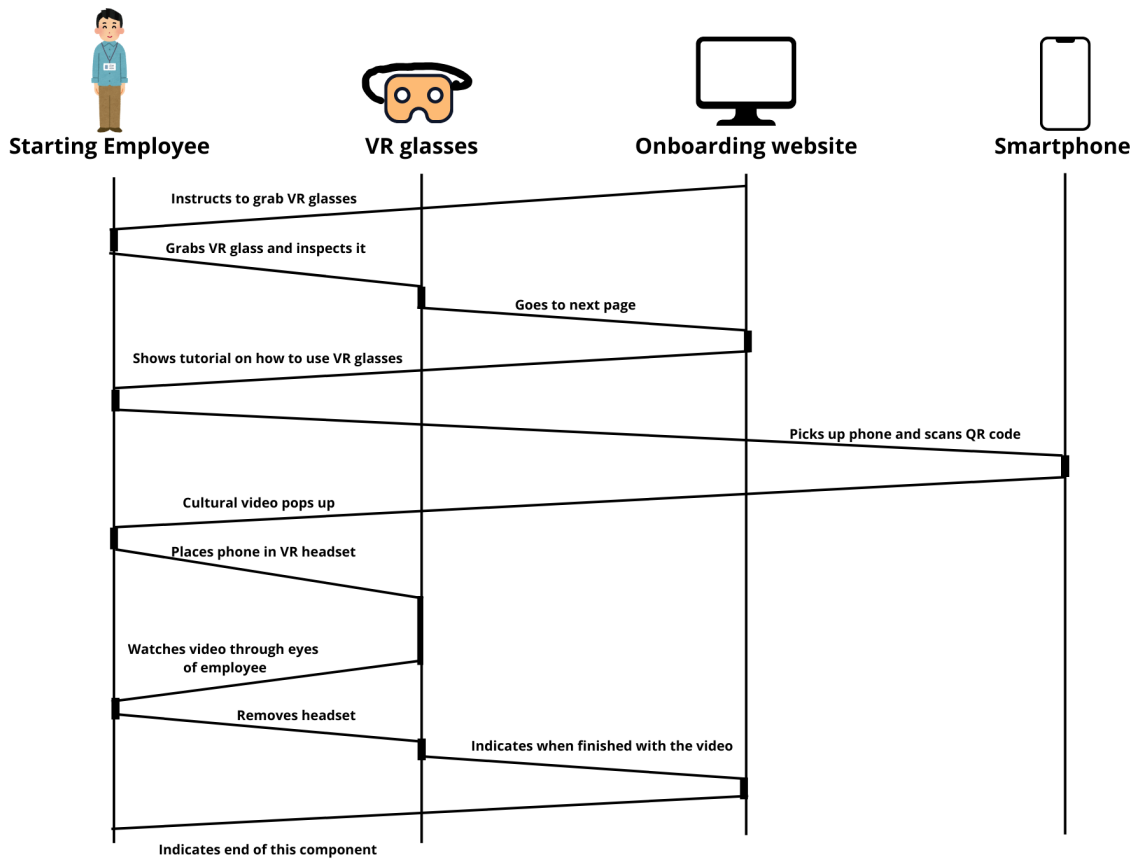 Starting Employee
VR glasses
Onboarding website
Smartphone
Instructs to grab VR glasses
Grabs VR glass and inspects it
Goes to next page
Shows tutorial on how to use VR glasses
Picks up phone and scans QR code
Cultural video pops up
Places phone in VR headset
Watches video through eyes
of employee
Removes headset
Indicates when finished with the video
Indicates end of this component